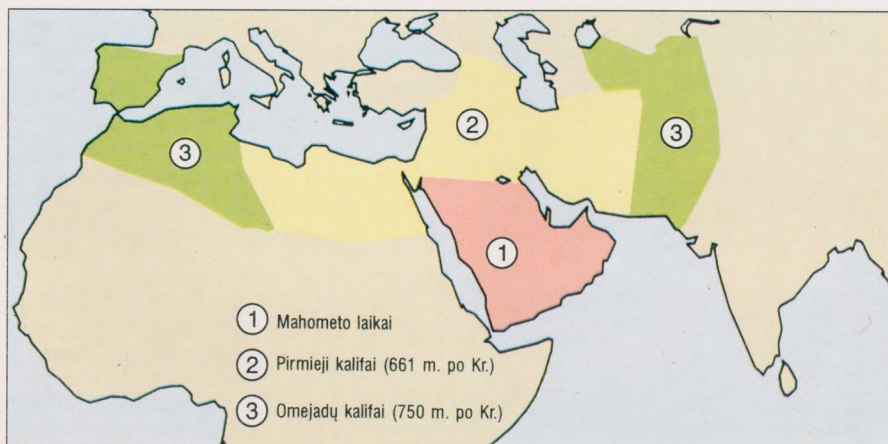 3
2
3
1
1 Mahometo laikai
2 Pirmieji kalifai (661 m. po Kr.)
3 Omejadų kalifai (750 m. po Kr.)